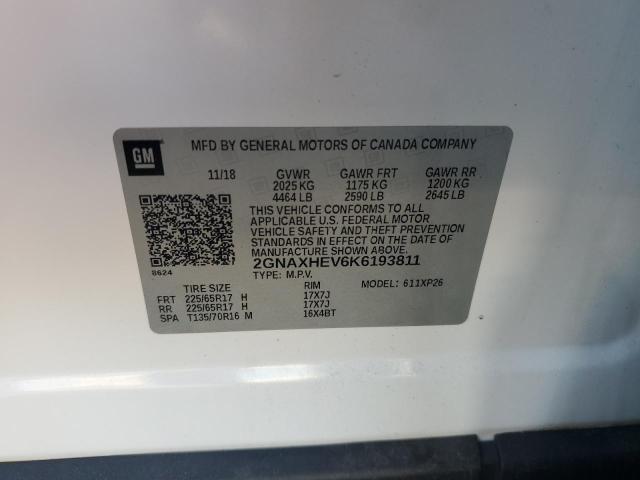 GM
MFD BY GENERAL MOTORS OF CANADA COMPANY
11/18 GVWR GAWR FRT GAWR RR
2025 KG 1175 KG 1200 KG
4464 LB 2590 LB 2645 LB
THIS VEHICLE CONFORMS TO ALL
APPLICABLE U.S. FEDERAL MOTOR
VEHICLE SAFETY AND THEFT PREVENTION
STANDARDS IN EFFECT ON THE DATE OF
MANUFACTURE SHOWN ABOVE.
8624 2GNAXHEV6K6193811
TYPE: M.P.V. MODEL: 611XP26
TIRE SIZE RIM
FRT 225/65R17 H 17X7J
RR 225/65R17 H 17X7J
SPA T135/70R16 M 16X4BT